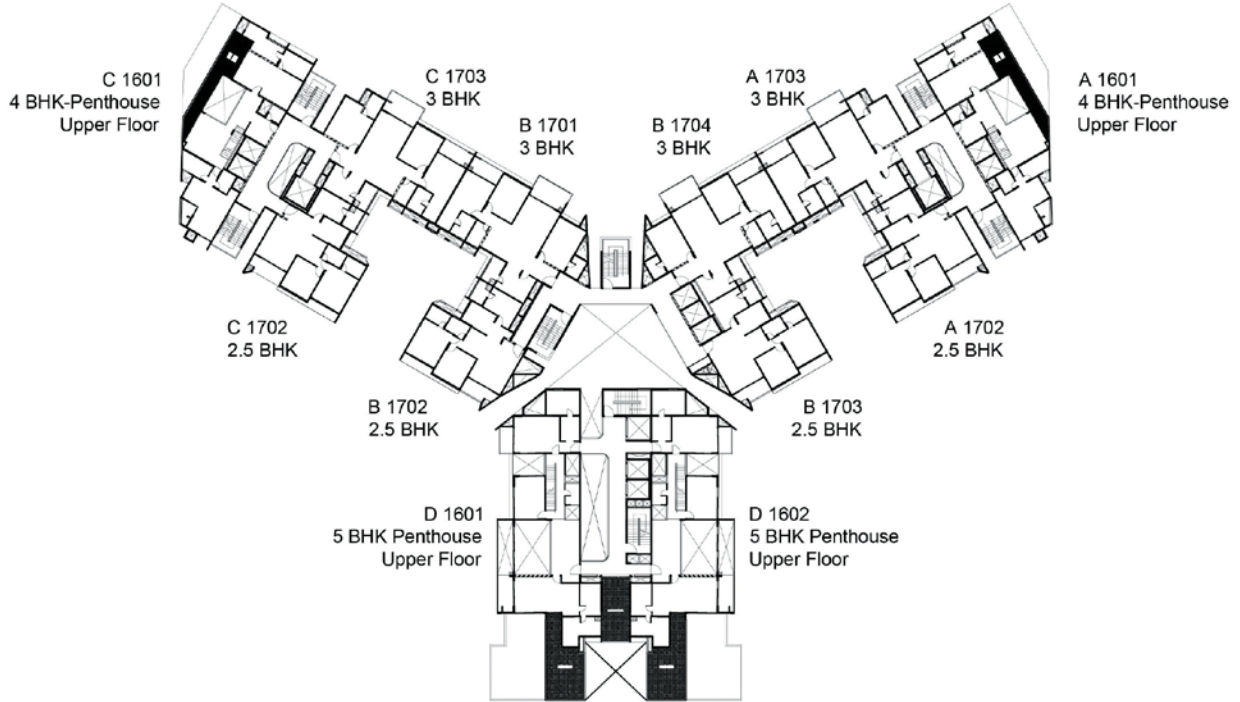 C 1601
4 BHK-Penthouse
Upper Floor
C 1703
3 BHK
B 1701
3 BHK
A 1703
3 BHK
B 1704
3 BHK
A 1601
4 BHK-Penthouse
Upper Floor
C 1702
2.5 BHK
A 1702
2.5 BHK
B 1702
2.5 BHK
B 1703
2.5 BHK
D 1601
5 BHK Penthouse
Upper Floor
D 1602
5 BHK Penthouse
Upper Floor